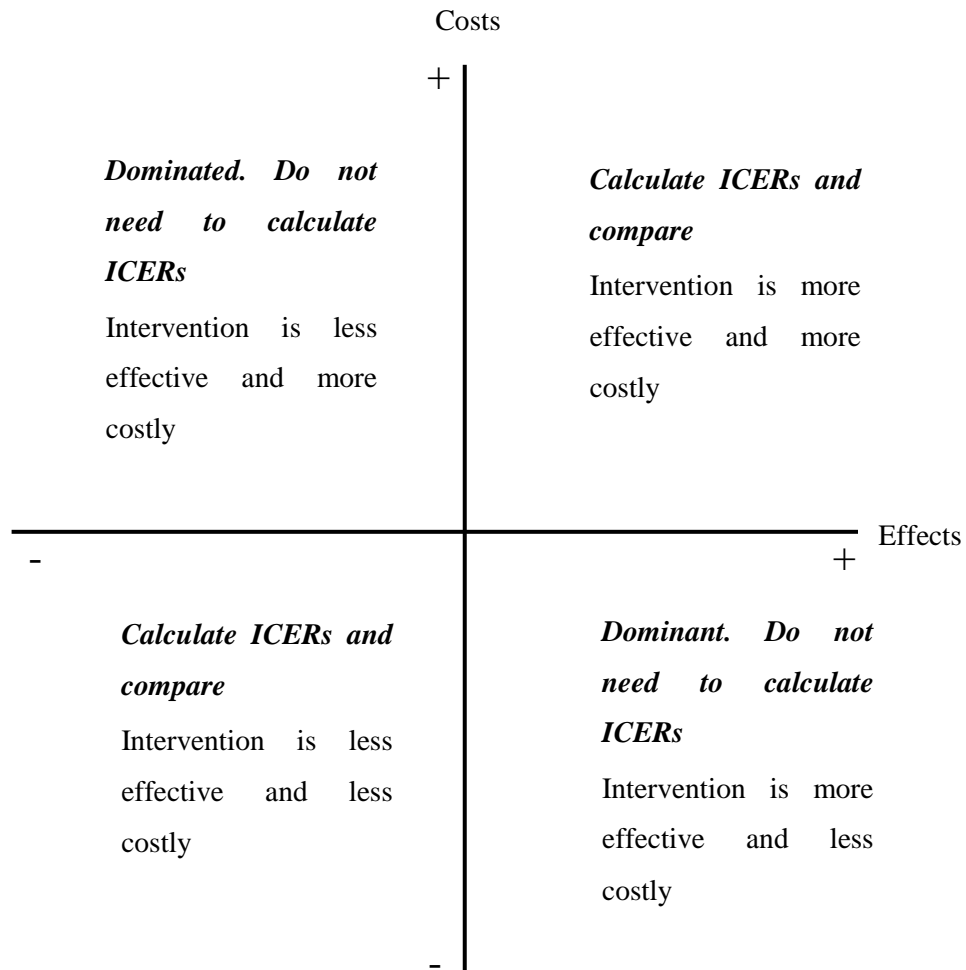 Costs
+
Dominated. Do not
need to calculate
ICERs
Intervention is less
effective and more
costly
Calculate ICERs and
compare
Intervention is more
effective and more
costly
Effects
-
+
Calculate ICERs and
compare
Intervention is less
effective and less
costly
Dominant. Do not
need to calculate
ICERs
Intervention is more
effective and less
costly
-